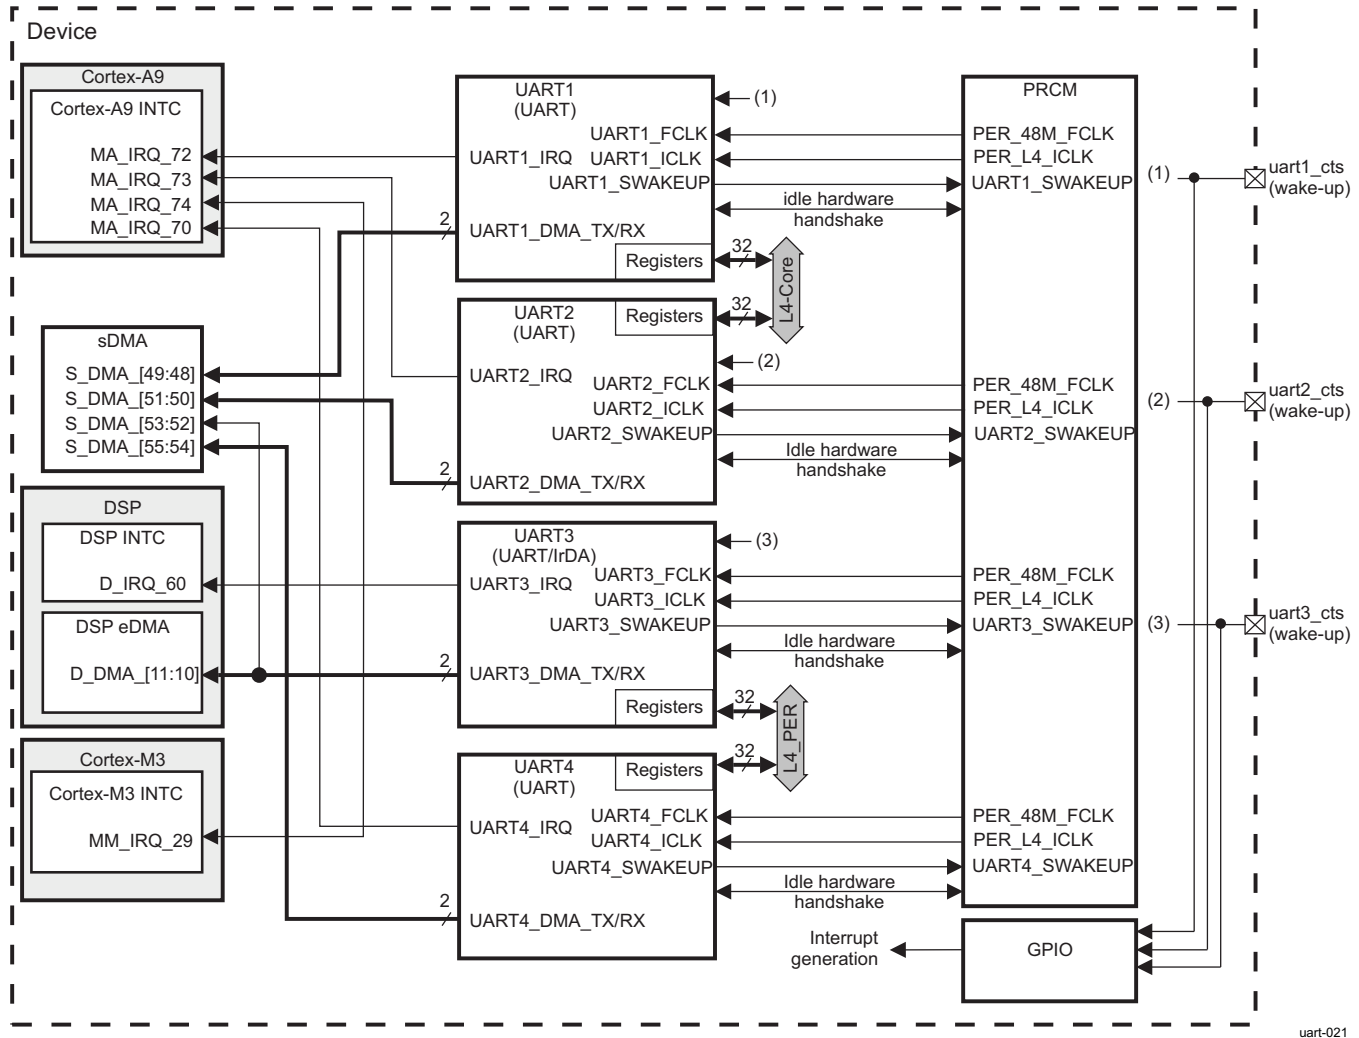 Device
Cortex-A9
Cortex-A9 INTC
MA_IRQ_72
MA_IRQ_73
MA_IRQ_74
MA_IRQ_70
sDMA
S_DMA_[49:48]
S_DMA_[51:50]
S_DMA_[53:52]
S_DMA_[55:54]
DSP
DSP INTC
D_IRQ_60
DSP eDMA
D_DMA_[11:10]
Cortex-M3
Cortex-M3 INTC
MM_IRQ_29
UART1
(UART)
(1)
UART1_FCLK
UART1_IRQ
UART1_ICLK
UART1_SWAKEUP
idle hardware
handshake
2
UART1_DMA_TX/RX
Registers
32
L4-Core
UART2
(UART)
Registers
32
(2)
UART2_IRQ
UART2_FCLK
UART2_ICLK
UART2_SWAKEUP
Idle hardware
handshake
2
UART2_DMA_TX/RX
UART3
(UART/IrDA)
(3)
UART3_IRQ
UART3_FCLK
UART3_ICLK
UART3_SWAKEUP
Idle hardware
handshake
2
UART3_DMA_TX/RX
Registers
32
L4_PER
UART4
(UART)
Registers
32
UART4_IRQ
UART4_FCLK
UART4_ICLK
UART4_SWAKEUP
Idle hardware
handshake
2
UART4_DMA_TX/RX
PRCM
PER_48M_FCLK
PER_L4_ICLK
UART1_SWAKEUP
PER_48M_FCLK
PER_L4_ICLK
UART2_SWAKEUP
PER_48M_FCLK
PER_L4_ICLK
UART3_SWAKEUP
PER_48M_FCLK
PER_L4_ICLK
UART4_SWAKEUP
Interrupt
generation
GPIO
(1)
uart1_cts
(wake-up)
(2)
uart2_cts
(wake-up)
(3)
uart3_cts
(wake-up)
uart-021